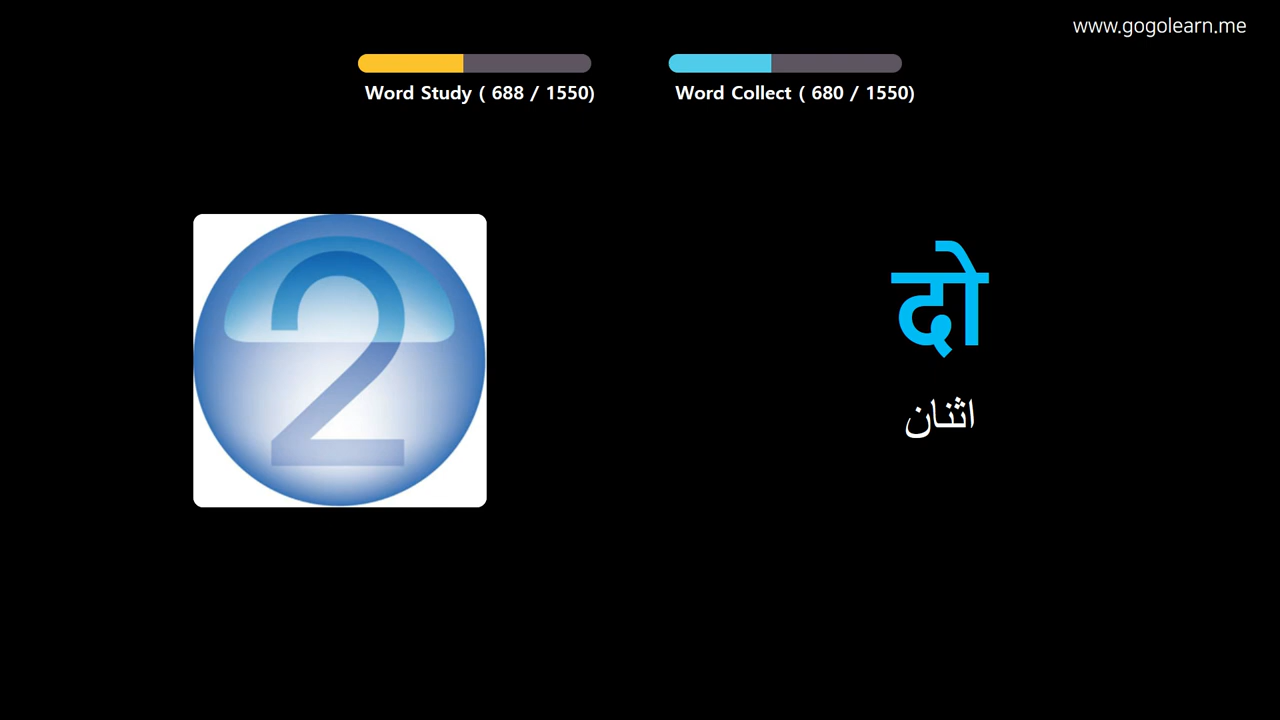 www.gogolearn.me
Word Study ( 688 / 1550)
Word Collect ( 680 / 1550)
2
दो
اثنان